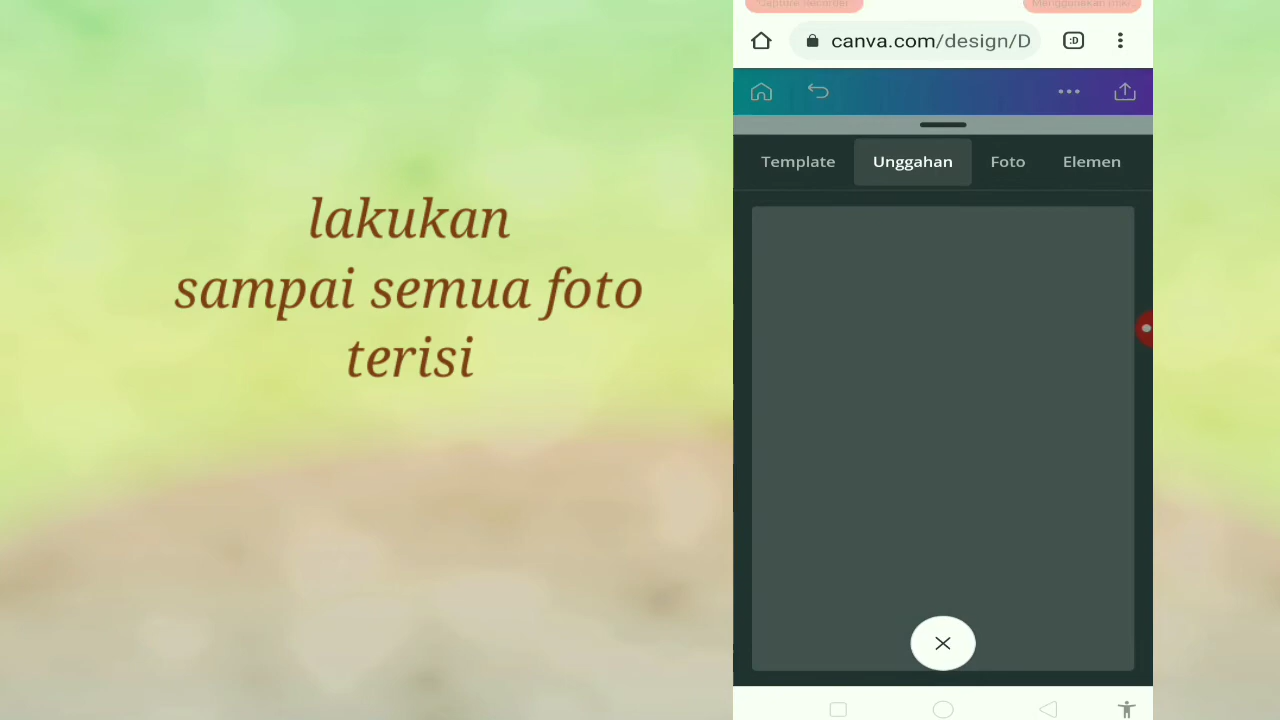 lakukan
sampai semua foto
terisi
canva.com/design/D
:D
Template Unggahan Foto Elemen